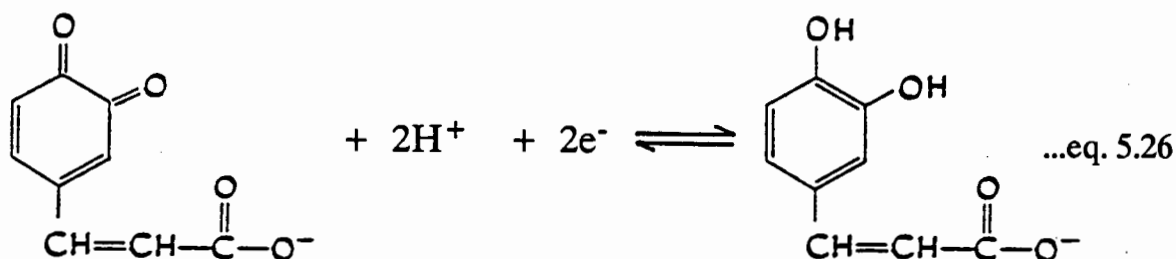 O OH
O OH
+ 2H⁺ + 2e⁻ ⇌ ...eq. 5.26
O O
CH=CH-C-O⁻ CH=CH-C-O⁻